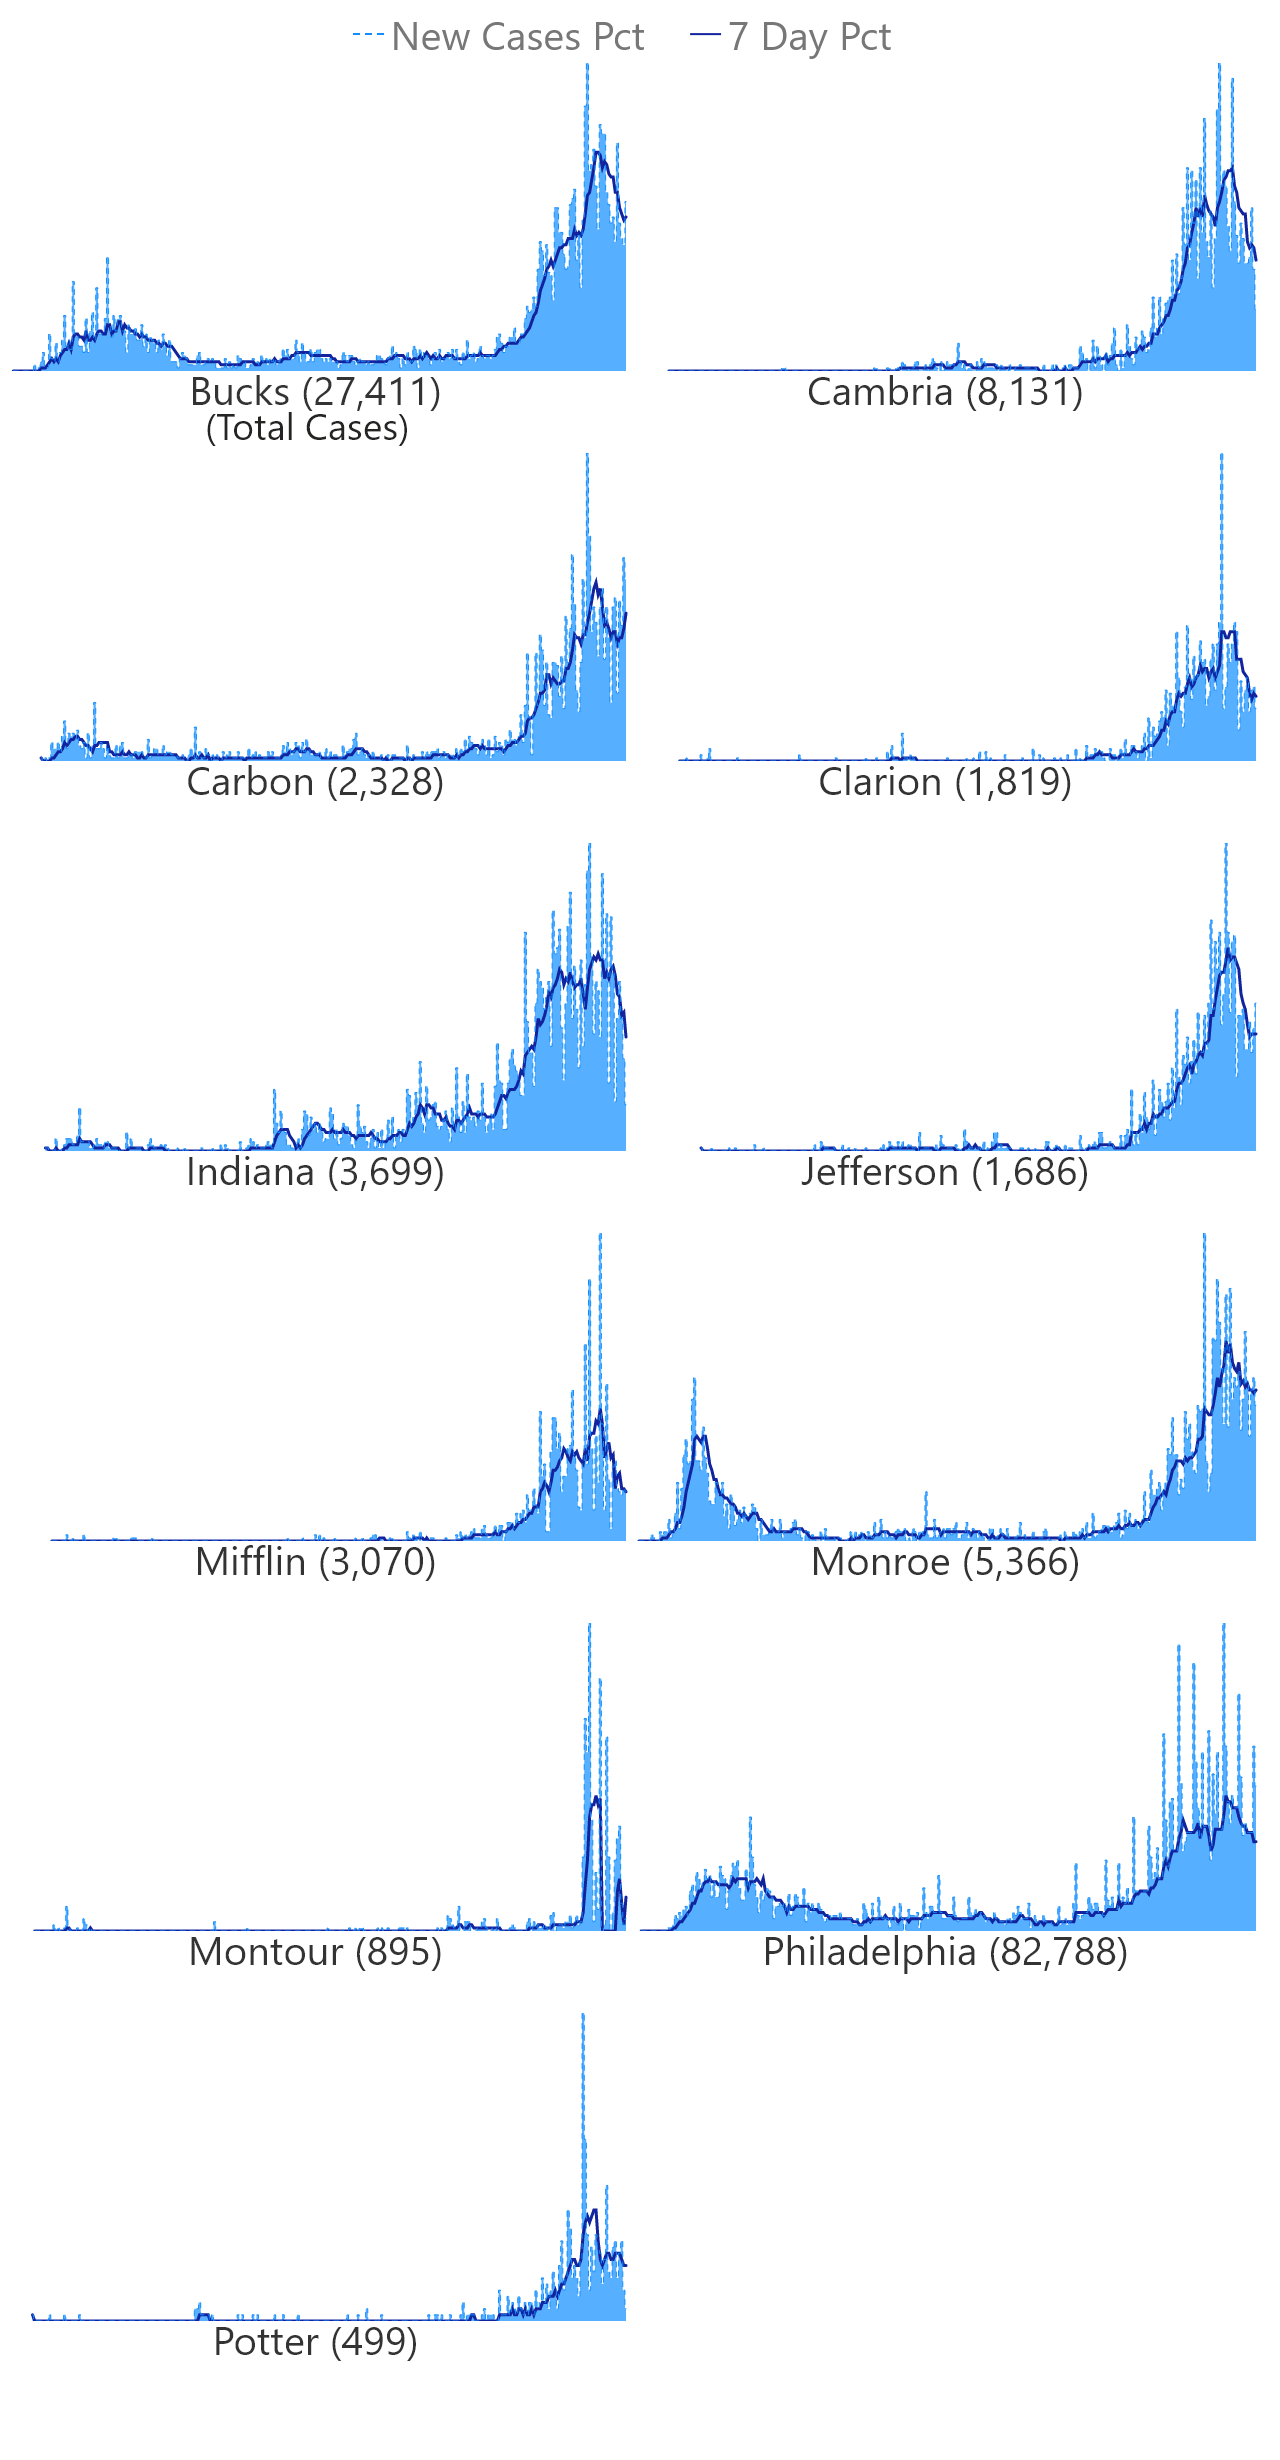 New Cases Pct 7 Day Pct
Bucks (27,411)
(Total Cases)
Cambria (8,131)
Carbon (2,328)
Clarion (1,819)
Indiana (3,699)
Jefferson (1,686)
Mifflin (3,070)
Monroe (5,366)
Montour (895)
Philadelphia (82,788)
Potter (499)